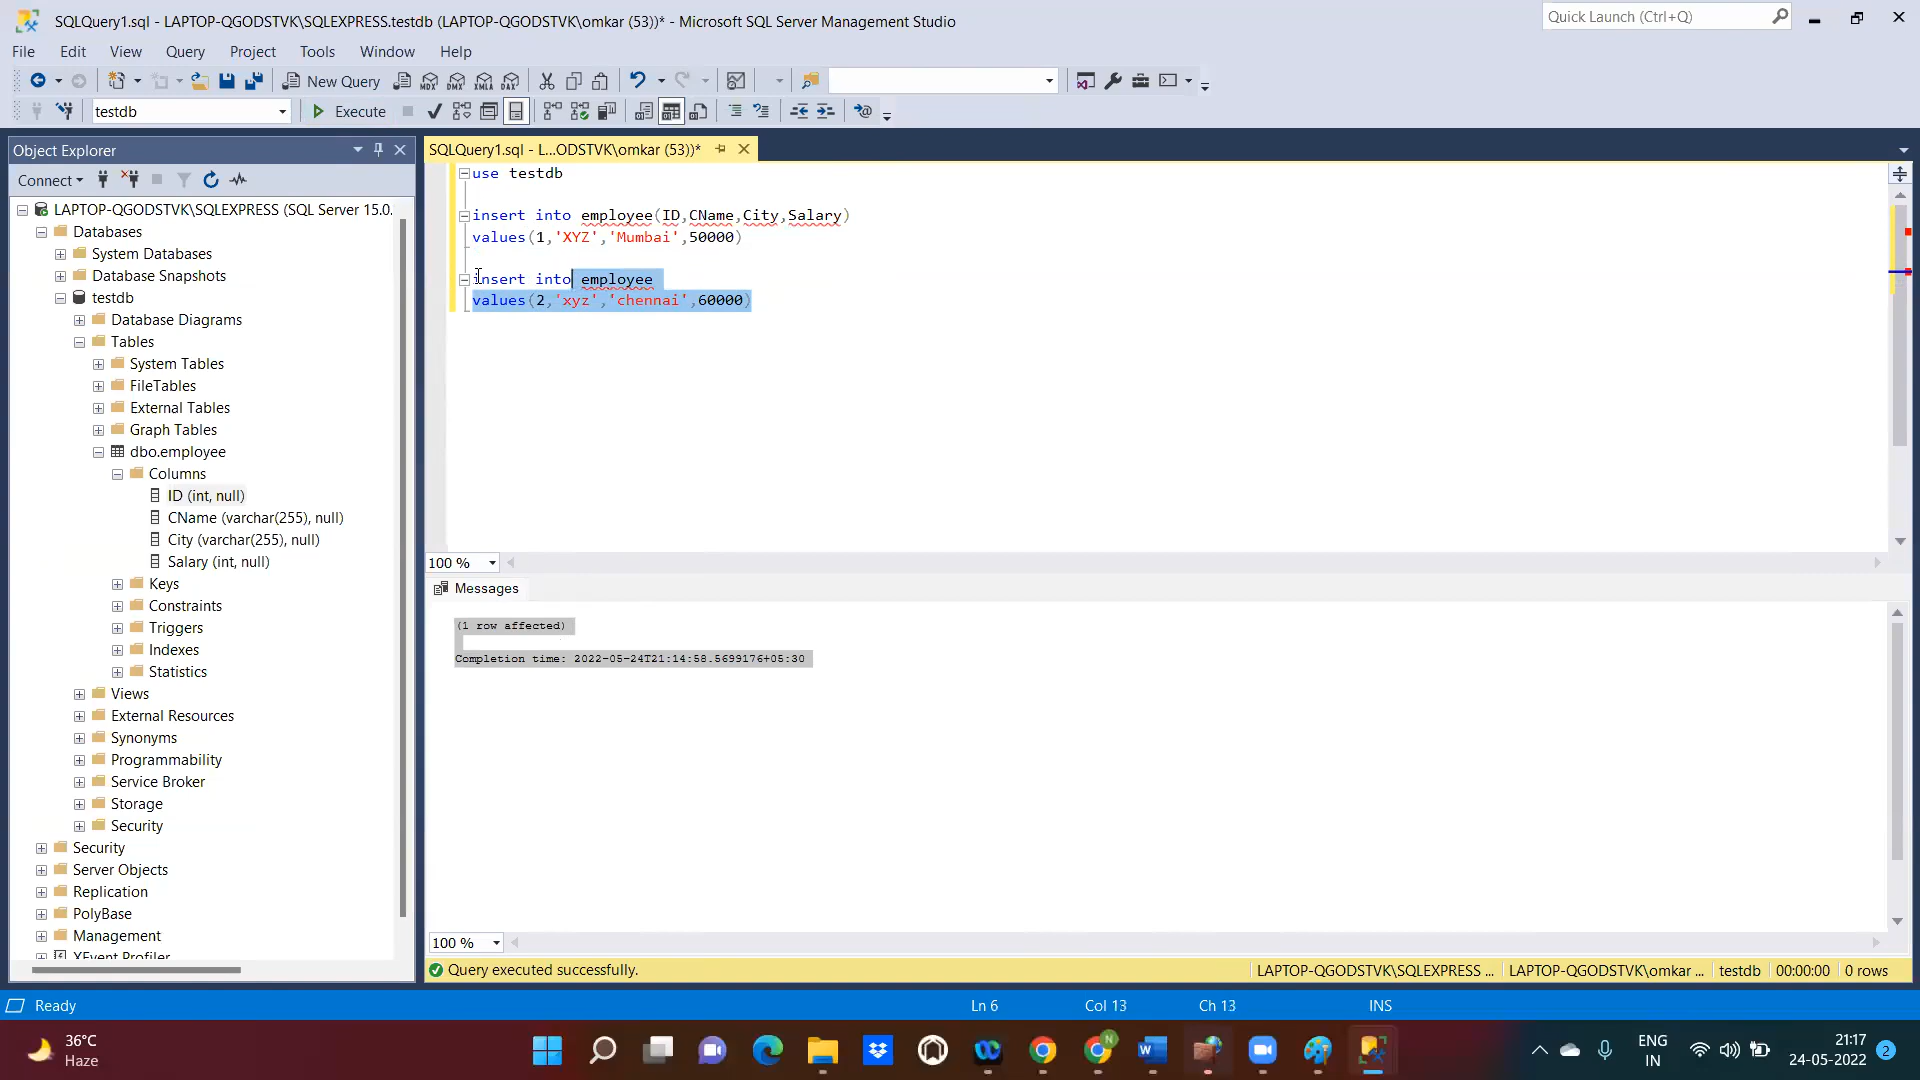 SQLQuery1.sql - LAPTOP-QGODSTVK\SQLEXPRESS.testdb (LAPTOP-QGODSTVK\omkar (53))* - Microsoft SQL Server Management Studio
Quick Launch (Ctrl+Q)
File Edit View Query Project Tools Window Help
New Query
MDX DMX XMLA DAX
testdb
Execute
Object Explorer
SQLQuery1.sql - L...ODSTVK\omkar (53))*
Connect
LAPTOP-QGODSTVK\SQLEXPRESS (SQL Server 15.0.
Databases
System Databases
Database Snapshots
testdb
Database Diagrams
Tables
System Tables
FileTables
External Tables
Graph Tables
dbo.employee
Columns
ID (int, null)
CName (varchar(255), null)
City (varchar(255), null)
Salary (int, null)
Keys
Constraints
Triggers
Indexes
Statistics
Views
External Resources
Synonyms
Programmability
Service Broker
Storage
Security
Security
Server Objects
Replication
PolyBase
Management
XEvent Profiler
use testdb
insert into employee(ID,CName,City,Salary)
values(1,'XYZ','Mumbai',50000)
insert into employee
values(2,'xyz','chennai',60000)
100 %
Messages
(1 row affected)
Completion time: 2022-05-24T21:14:58.5699176+05:30
100 %
Query executed successfully.
LAPTOP-QGODSTVK\SQLEXPRESS ... LAPTOP-QGODSTVK\omkar ... testdb 00:00:00 0 rows
Ready
Ln 6 Col 13 Ch 13 INS
36°C
Haze
N
W
ENG
IN
21:17
24-05-2022
2